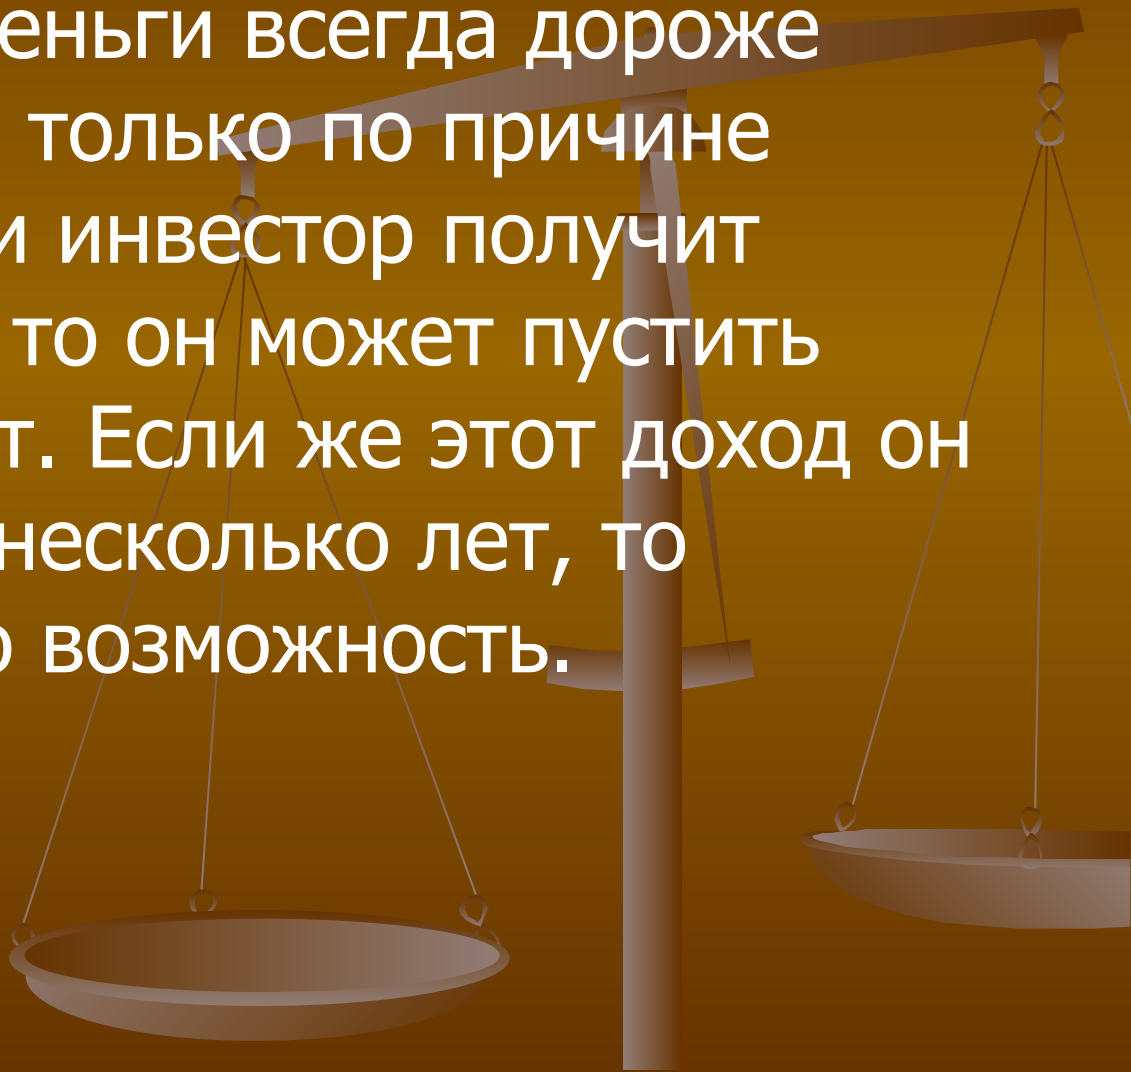 еньги всегда дороже
только по причине
и инвестор получит
то он может пустить
т. Если же этот доход он
несколько лет, то
о возможность.